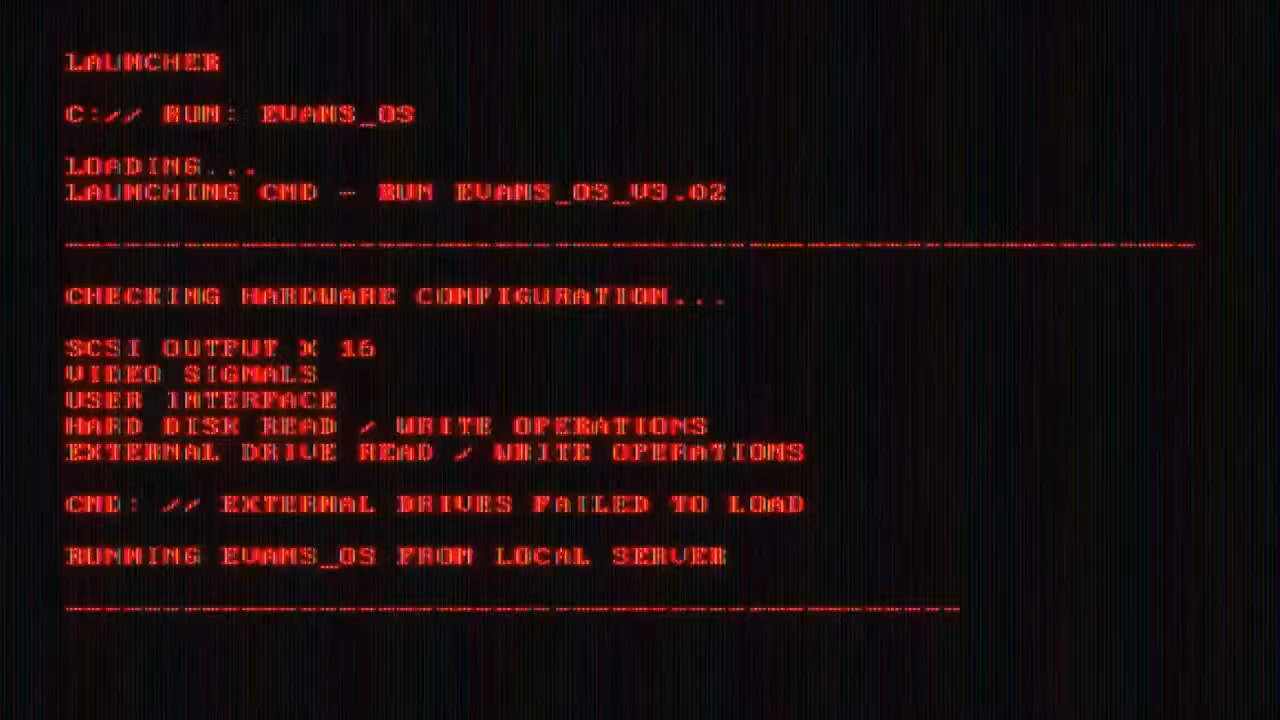 LAUNCHER
C:// RUN: EVANS_OS
LOADING...
LAUNCHING CMD - RUN EVANS_OS_V3.02
CHECKING HARDWARE CONFIGURATION...
SCSI OUTPUT X 16
VIDEO SIGNALS
USER INTERFACE
HARD DISK READ / WRITE OPERATIONS
EXTERNAL DRIVE READ / WRITE OPERATIONS
CMD: // EXTERNAL DRIVES FAILED TO LOAD
RUNNING EVANS_OS FROM LOCAL SERVER